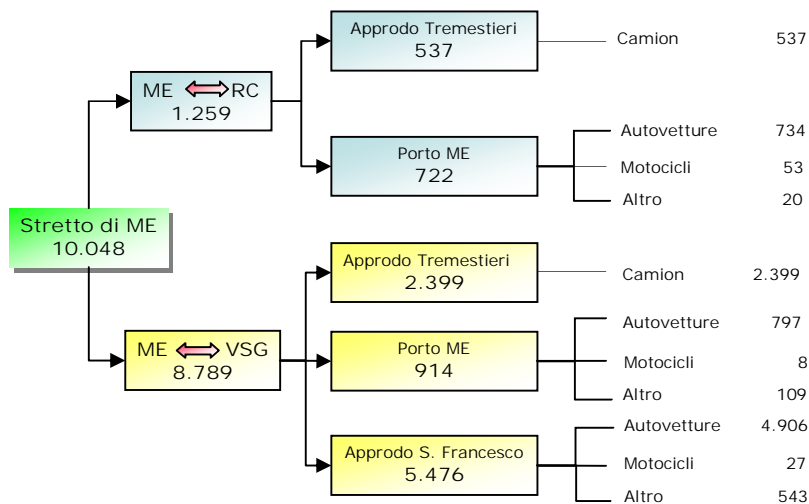 Approdo Tremestieri
537
Camion 537
ME RC
1.259
Autovetture 734
Porto ME
722
Motocicli 53
Altro 20
Stretto di ME
10.048
Approdo Tremestieri
2.399
Camion 2.399
ME VSG
8.789
Autovetture 797
Porto ME
914
Motocicli 8
Altro 109
Autovetture 4.906
Approdo S. Francesco
5.476
Motocicli 27
Altro 543